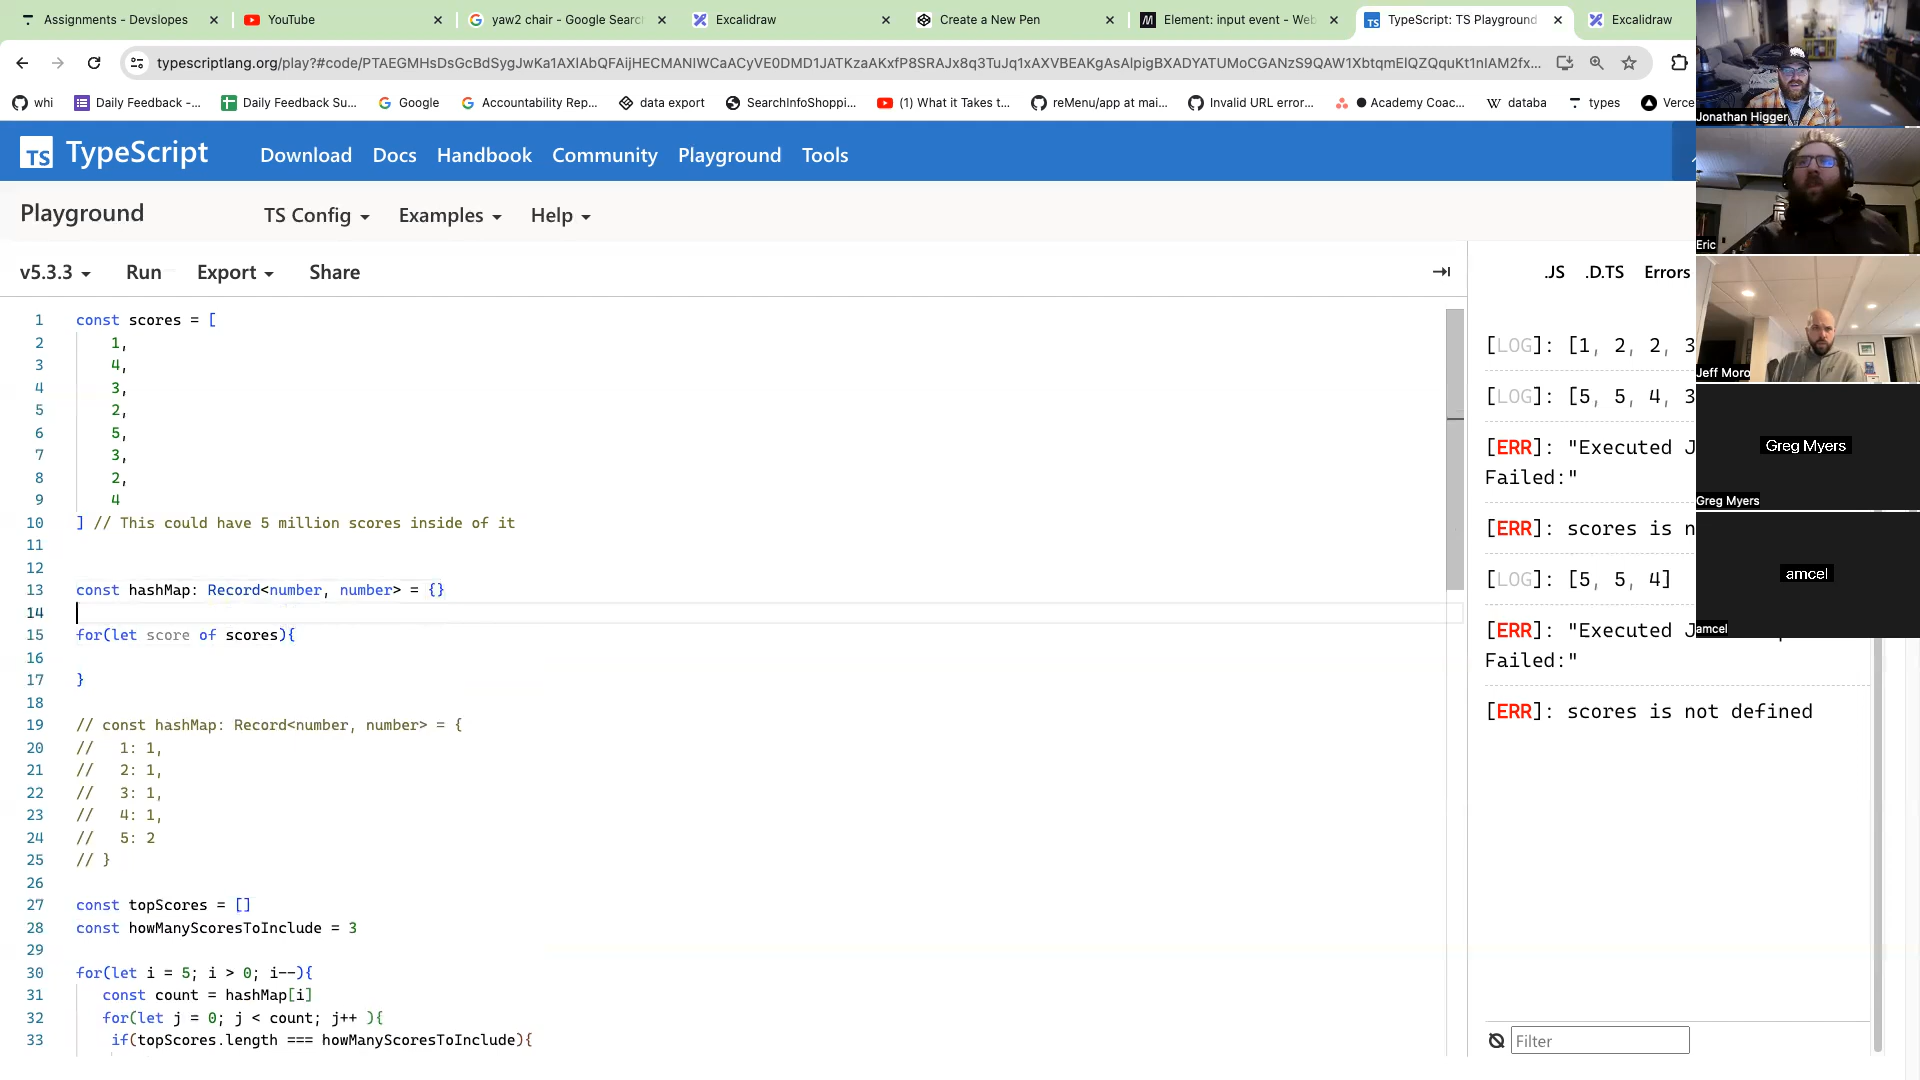 Assignments - Devslopes
YouTube
yaw2 chair - Google Searc
Excalidraw
Create a New Pen
Element: input event - Web
TypeScript: TS Playground
Excalidraw
typescriptlang.org/play?#code/PTAEGMHsDsGcBdSygJwKa1AXIAbQFAijHECMANIWCaACyVE0DMD1JATKzaAKxfP8SRAJx8q3TuJq1xAXVBEAKgAsAlpigBXADYATUMoCGANzS9QAW1XbtqmEIQZQquKt1nIAM2fx...
whi
Daily Feedback -...
Daily Feedback Su...
Google
Accountability Rep...
data export
SearchInfoShoppi...
(1) What it Takes t...
reMenu/app at mai...
Invalid URL error...
Academy Coac...
databa
types
Verce
TS TypeScript
Download
Docs
Handbook
Community
Playground
Tools
Playground
TS Config
Examples
Help
v5.3.3
Run
Export
Share
.JS
.D.TS
Errors
1 const scores = [
2 1,
3 4,
4 3,
5 2,
6 5,
7 3,
8 2,
9 4
10 ] // This could have 5 million scores inside of it
11
12
13 const hashMap: Record<number, number> = {}
14
15 for(let score of scores){
16
17 }
18
19 // const hashMap: Record<number, number> = {
20 // 1: 1,
21 // 2: 1,
22 // 3: 1,
23 // 4: 1,
24 // 5: 2
25 // }
26
27 const topScores = []
28 const howManyScoresToInclude = 3
29
30 for(let i = 5; i > 0; i--){
31 const count = hashMap[i]
32 for(let j = 0; j < count; j++ ){
33 if(topScores.length === howManyScoresToInclude){
[LOG]: [1, 2, 2, 3
[LOG]: [5, 5, 4, 3
[ERR]: "Executed J
Failed:"
[ERR]: scores is n
[LOG]: [5, 5, 4]
[ERR]: "Executed J
Failed:"
[ERR]: scores is not defined
Filter
Jonathan Higger
Eric
Jeff Moro
Greg Myers
Greg Myers
amcel
amcel